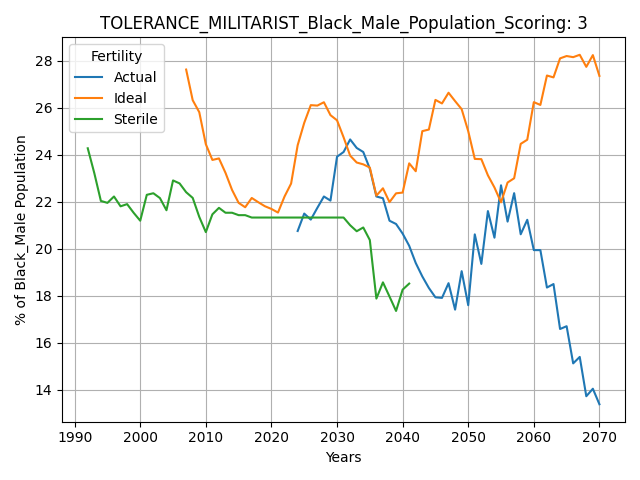 TOLERANCE_MILITARIST_Black_Male_Population_Scoring: 3
Fertility
Actual
Ideal
Sterile
% of Black_Male Population
28
26
24
22
20
18
16
14
1990 2000 2010 2020 2030 2040 2050 2060 2070
Years